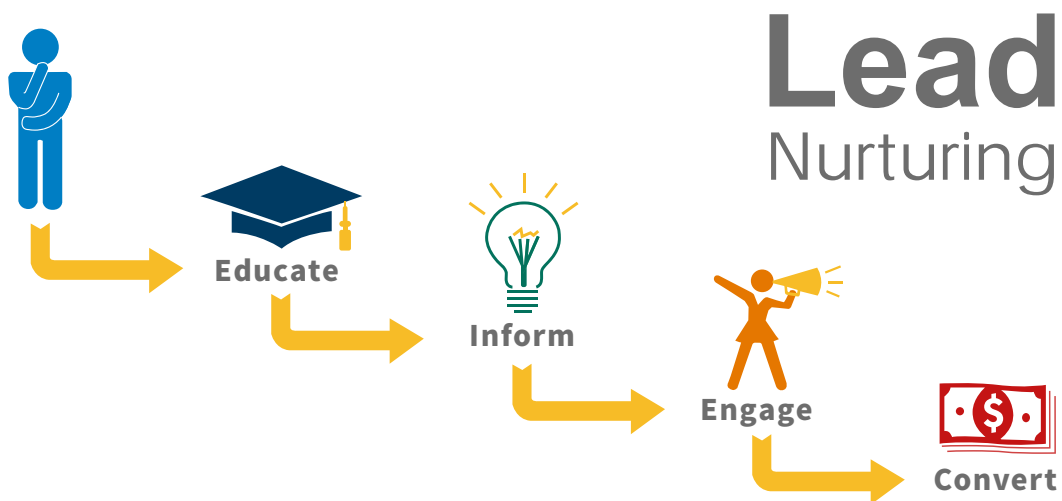 Lead
Nurturing
Educate
Inform
Engage
$
Convert